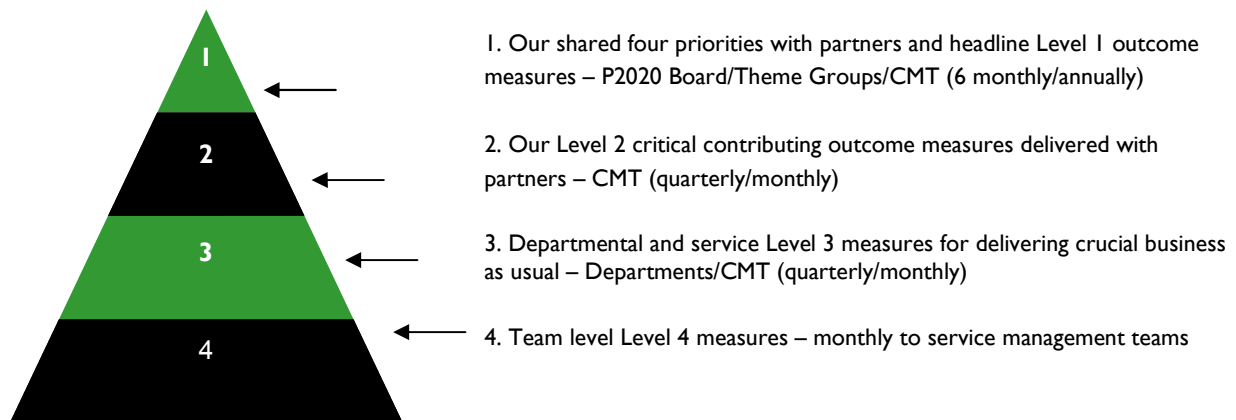 1
1. Our shared four priorities with partners and headline Level 1 outcome
measures – P2020 Board/Theme Groups/CMT (6 monthly/annually)
2
2. Our Level 2 critical contributing outcome measures delivered with
partners – CMT (quarterly/monthly)
3
3. Departmental and service Level 3 measures for delivering crucial business
as usual – Departments/CMT (quarterly/monthly)
4
4. Team level Level 4 measures – monthly to service management teams